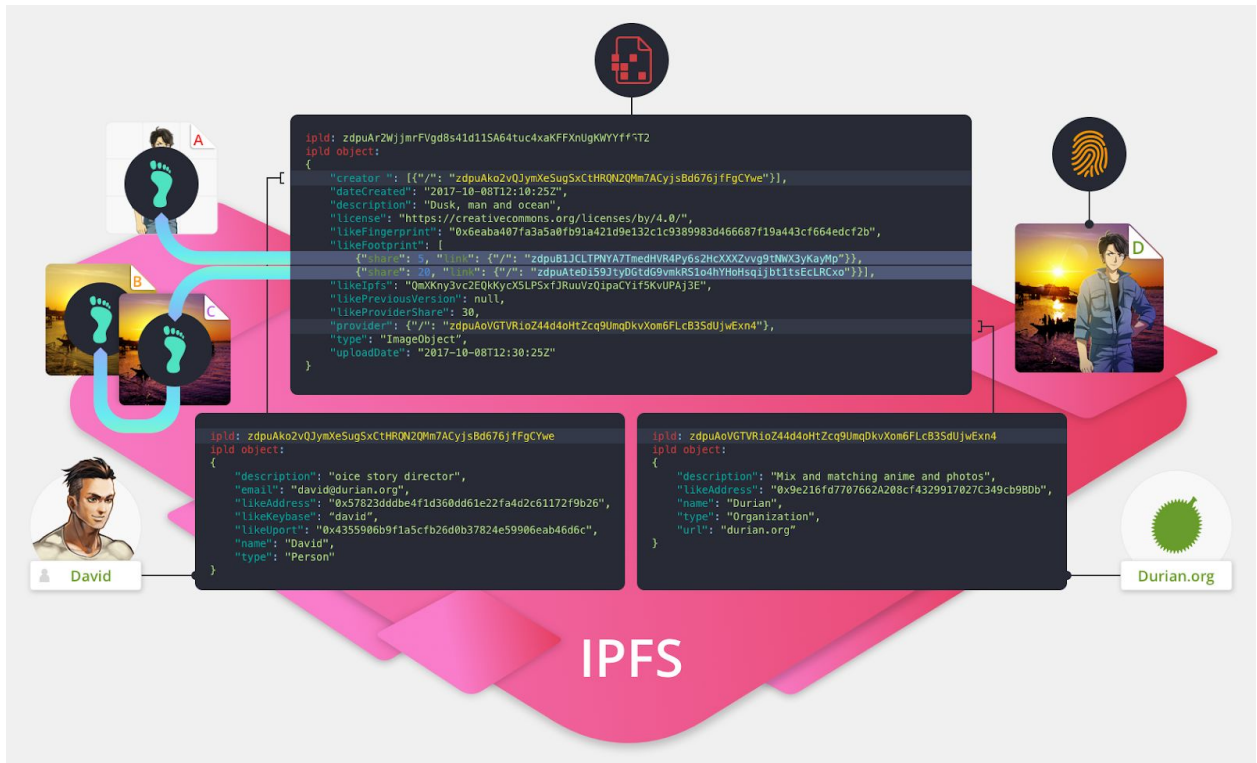 A
ipld: zdpuAr2WjjmrFVgd8s41d11SA64tuc4xaKFFXnUgKWYYff5T2
ipld object:
{
"creator ": [{"/": "zdpuAko2vQJymXeSugSxCtHRQN2QMm7ACyjsBd676jfFgCYwe"}],
"dateCreated": "2017-10-08T12:10:25Z",
"description": "Dusk, man and ocean",
"license": "https://creativecommons.org/licenses/by/4.0/",
"likeFingerprint": "0x6eaba407fa3a5a0fb91a421d9e132c1c9389983d466687f19a443cf664edcf2b",
"likeFootprint": [
{"share": 5, "link": {"/": "zdpuB1JCLTPNYA7TmedHVR4Py6s2HcXXXZvvg9tNWX3yKayMp"}},
{"share": 20, "link": {"/": "zdpuAteDi59JtyDGtdG9vmkRS1o4hYHoHsqijbt1tsEcLRCxo"}}],
"likeIpfs": "QmXKny3vc2EQkKycX5LPSxfJRuuVzQipaCYif5KvUPAj3E",
"likePreviousVersion": null,
"likeProviderShare": 30,
"provider": {"/": "zdpuAoVGTVRioZ44d4oHtZcq9UmqDkvXom6FLcB3SdUjwExn4"},
"type": "ImageObject",
"uploadDate": "2017-10-08T12:30:25Z"
}
D
B
C
ipld: zdpuAko2vQJymXeSugSxCtHRQN2QMm7ACyjsBd676jfFgCYwe
ipld object:
{
"description": "oice story director",
"email": "david@durian.org",
"likeAddress": "0x57823dddbe4f1d360dd61e22fa4d2c61172f9b26",
"likeKeybase": "david",
"likeUport": "0x4355906b9f1a5cfb26d0b37824e59906eab46d6c",
"name": "David",
"type": "Person"
}
ipld: zdpuAoVGTVRioZ44d4oHtZcq9UmqDkvXom6FLcB3SdUjwExn4
ipld object:
{
"description": "Mix and matching anime and photos",
"likeAddress": "0x9e216fd7707662A208cf4329917027C349cb9BDb",
"name": "Durian",
"type": "Organization",
"url": "durian.org"
}
David
Durian.org
IPFS